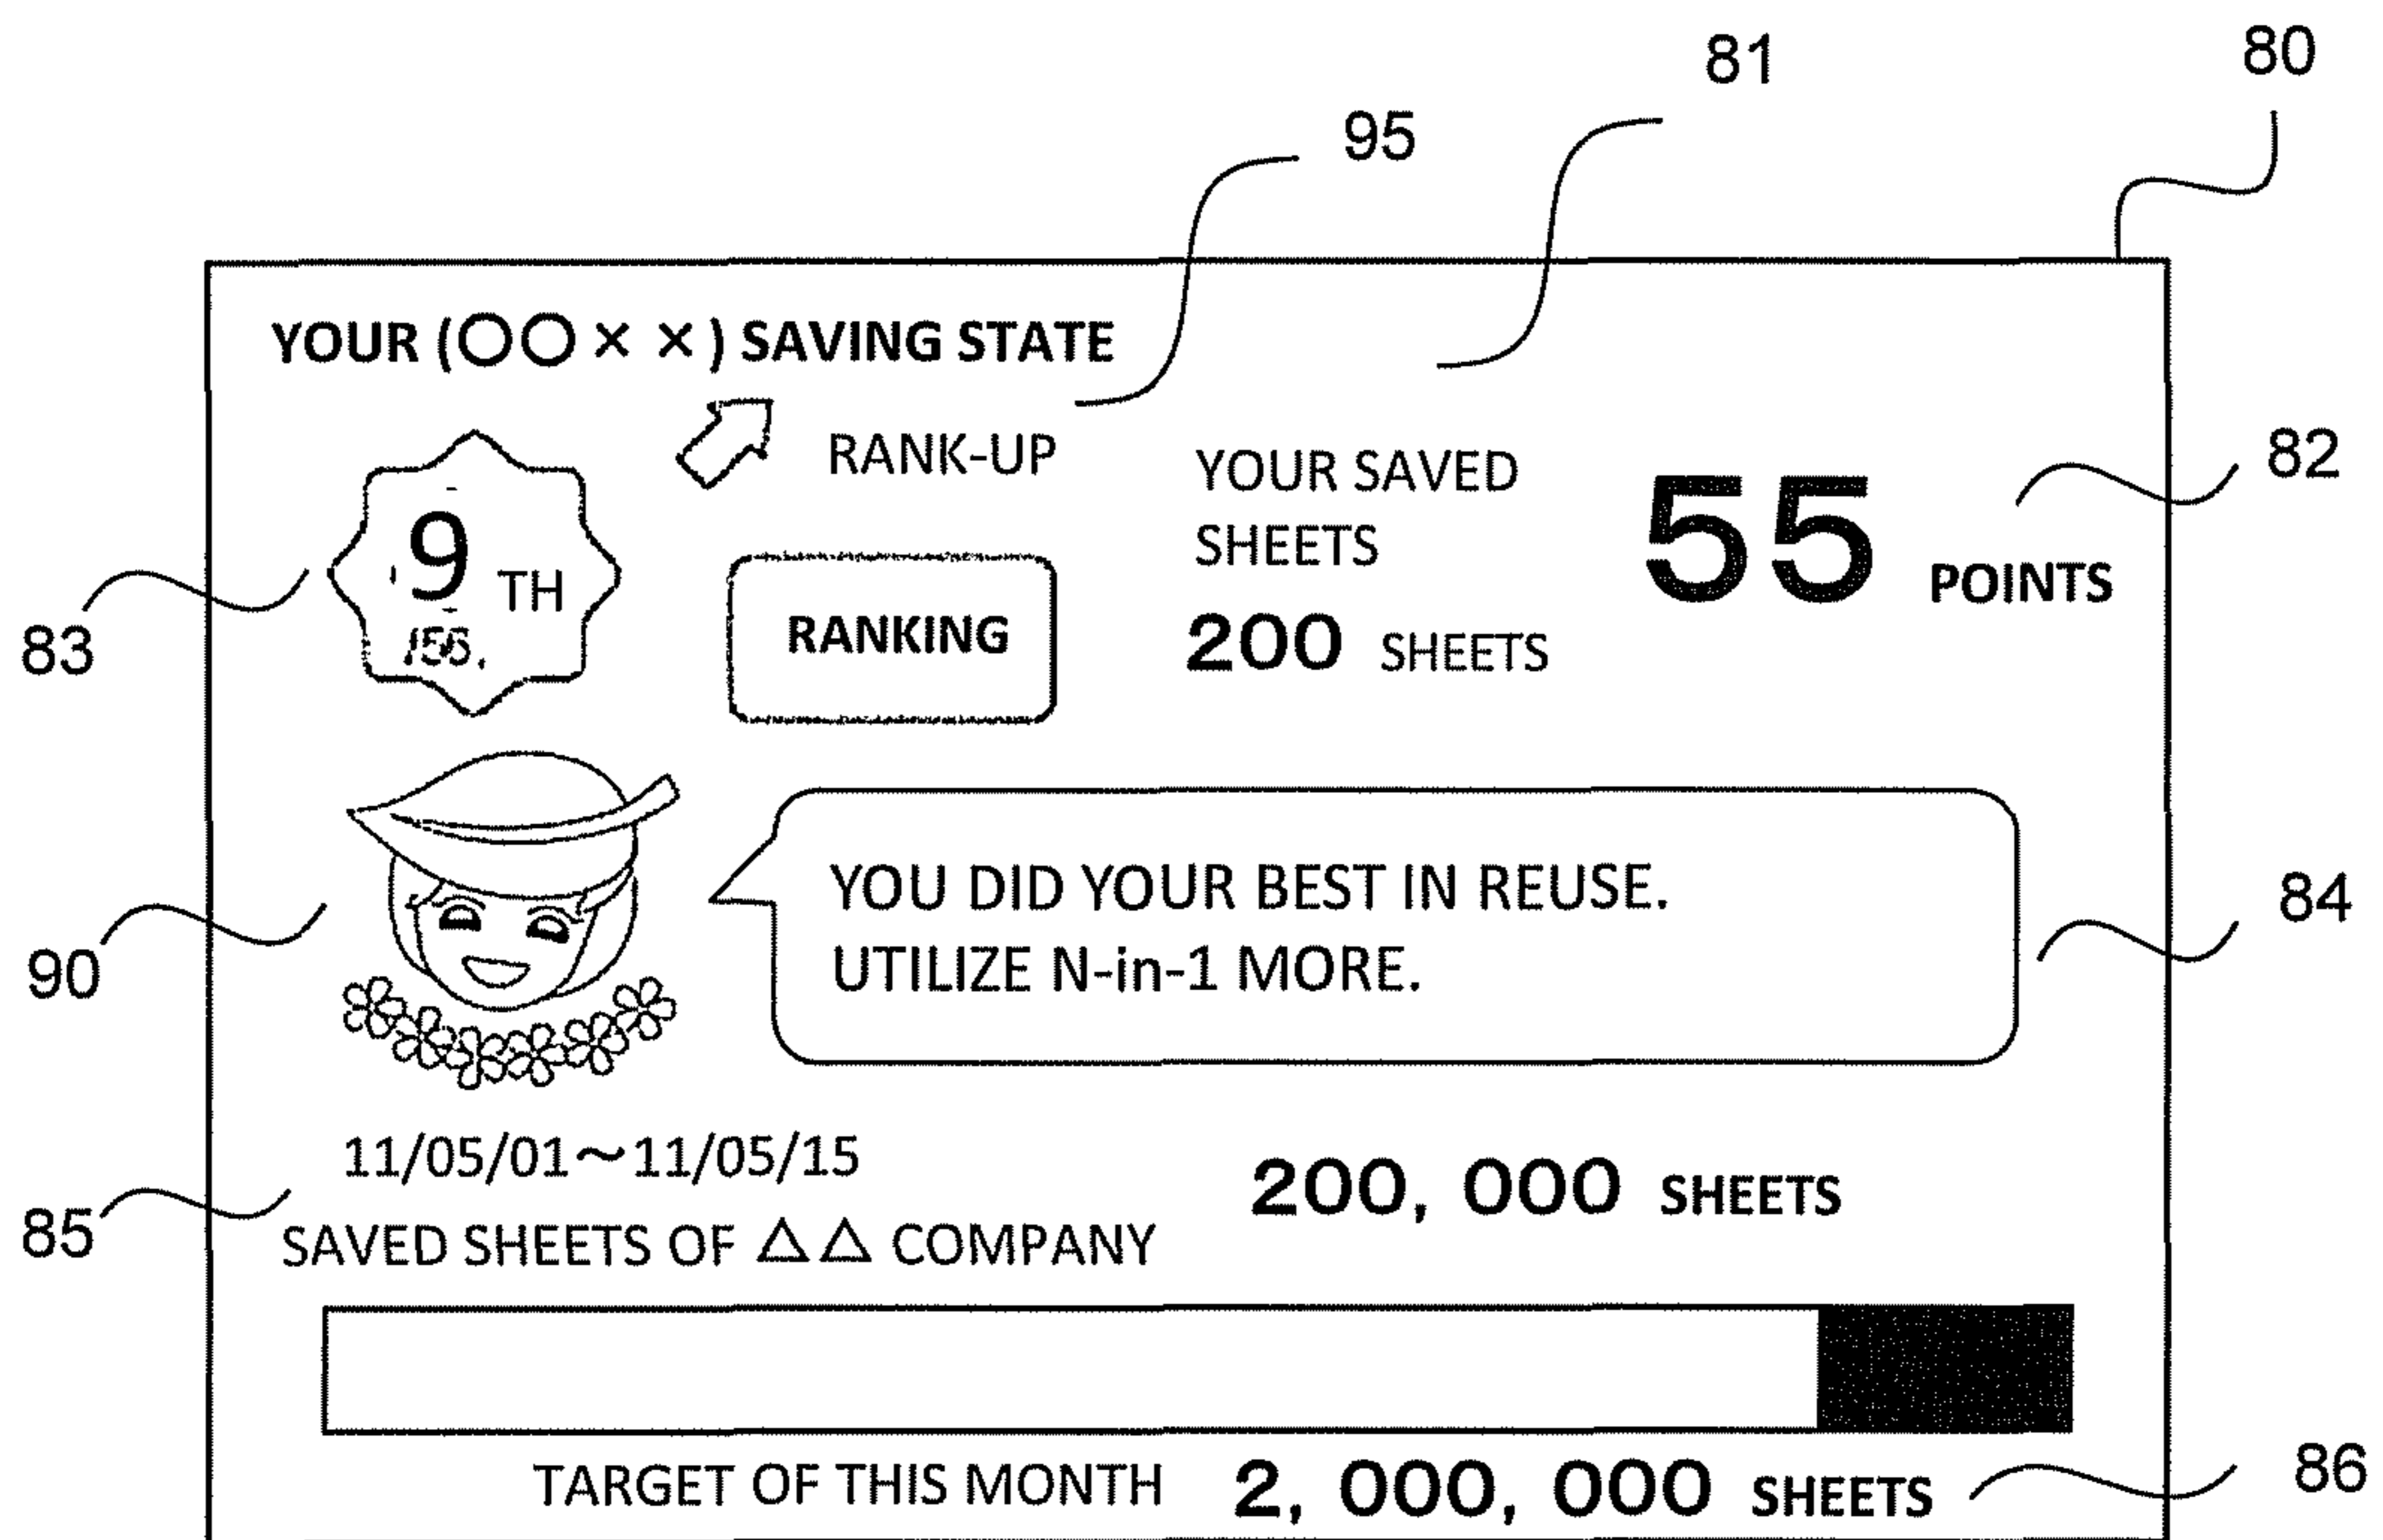 81
80
95
YOUR (○○××) SAVING STATE
RANK-UP
82
YOUR SAVED
SHEETS
55 POINTS
9 TH
RANKING
200 SHEETS
83
YOU DID YOUR BEST IN REUSE.
UTILIZE N-in-1 MORE.
84
90
11/05/01~11/05/15
200,000 SHEETS
85
SAVED SHEETS OF △△ COMPANY
TARGET OF THIS MONTH 2,000,000 SHEETS
86